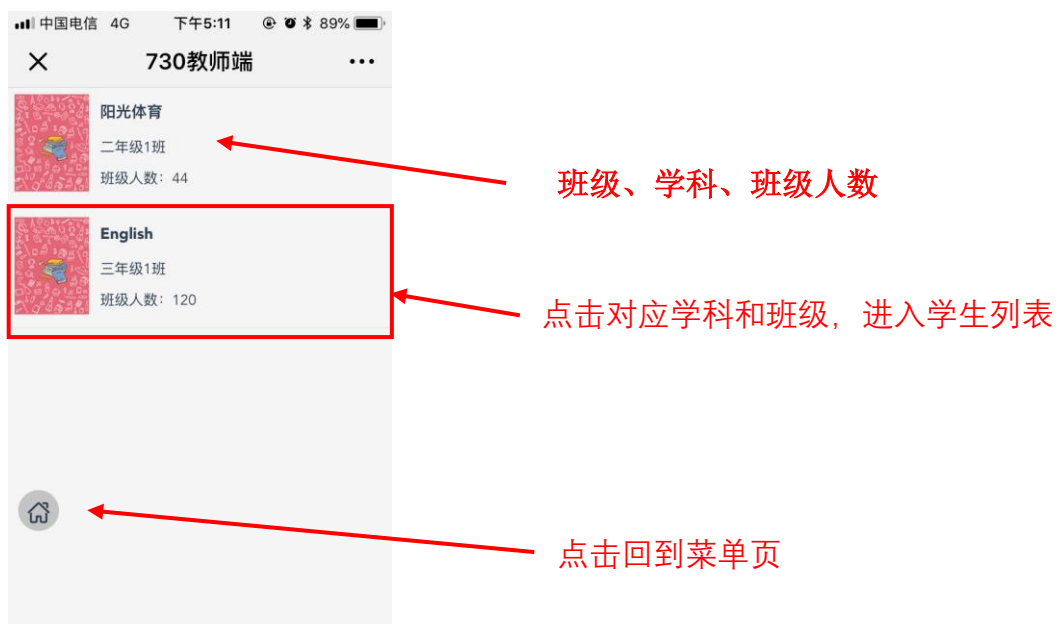 中国电信 4G 下午5:11 89%
730教师端
阳光体育
二年级1班
班级人数：44
班级、学科、班级人数
English
三年级1班
班级人数：120
点击对应学科和班级，进入学生列表
点击回到菜单页